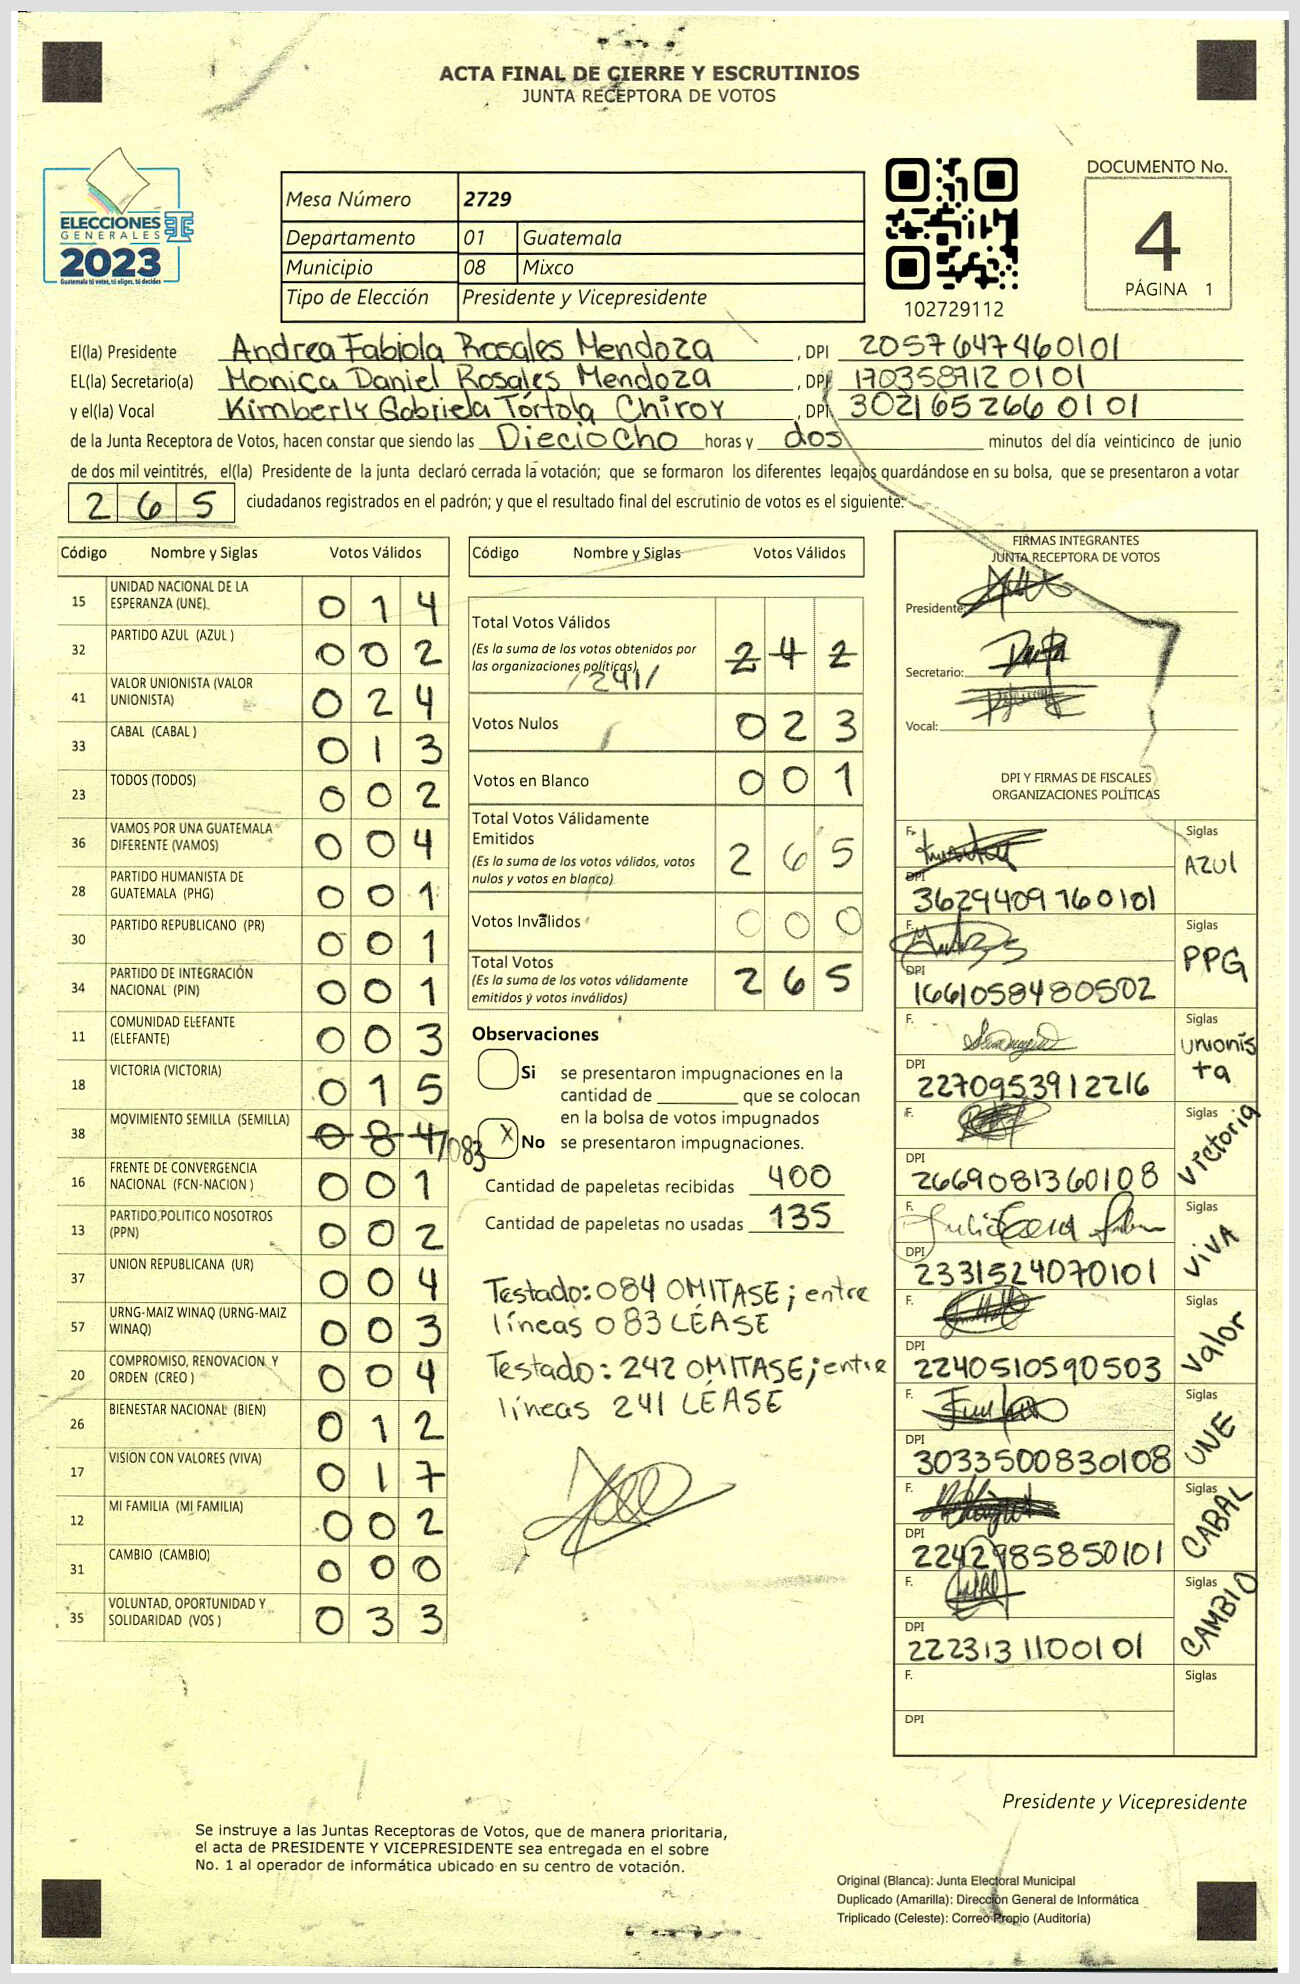 ACTA FINAL DE CIERRE Y ESCRUTINIOS
JUNTA RECEPTORA DE VOTOS
ELECCIONES
GENERALES
2023
Guatemala tú votas, tú eliges, tú decides
Mesa Número 2729
Departamento 01 Guatemala
Municipio 08 Mixco
Tipo de Elección Presidente y Vicepresidente
102729112
DOCUMENTO No.
4
PÁGINA 1
El(la) Presidente Andrea Fabiola Rosales Mendoza, DPI 2057647460101
EL(la) Secretario(a) Monica Daniel Rosales Mendoza, DPI 1703587120101
y el(la) Vocal Kimberly Gabriela Tórtola Chiroy, DPI 3021652660101
de la Junta Receptora de Votos, hacen constar que siendo las Dieciocho horas y dos minutos del día veinticinco de junio
de dos mil veintitrés, el(la) Presidente de la junta declaró cerrada la votación; que se formaron los diferentes legajos guardándose en su bolsa, que se presentaron a votar
265 ciudadanos registrados en el padrón; y que el resultado final del escrutinio de votos es el siguiente:
Código Nombre y Siglas Votos Válidos
15 UNIDAD NACIONAL DE LA ESPERANZA (UNE) 014
32 PARTIDO AZUL (AZUL) 002
41 VALOR UNIONISTA (VALOR UNIONISTA) 024
33 CABAL (CABAL) 013
23 TODOS (TODOS) 002
36 VAMOS POR UNA GUATEMALA DIFERENTE (VAMOS) 004
28 PARTIDO HUMANISTA DE GUATEMALA (PHG) 001
30 PARTIDO REPUBLICANO (PR) 001
34 PARTIDO DE INTEGRACIÓN NACIONAL (PIN) 001
11 COMUNIDAD ELEFANTE (ELEFANTE) 003
18 VICTORIA (VICTORIA) 015
38 MOVIMIENTO SEMILLA (SEMILLA) 084 /083
16 FRENTE DE CONVERGENCIA NACIONAL (FCN-NACION) 001
13 PARTIDO POLITICO NOSOTROS (PPN) 002
37 UNION REPUBLICANA (UR) 004
57 URNG-MAIZ WINAQ (URNG-MAIZ WINAQ) 003
20 COMPROMISO, RENOVACION Y ORDEN (CREO) 004
26 BIENESTAR NACIONAL (BIEN) 012
17 VISION CON VALORES (VIVA) 017
12 MI FAMILIA (MI FAMILIA) 002
31 CAMBIO (CAMBIO) 000
35 VOLUNTAD, OPORTUNIDAD Y SOLIDARIDAD (VOS) 033
Código Nombre y Siglas Votos Válidos
Total Votos Válidos 242
(Es la suma de los votos obtenidos por
las organizaciones políticas)
/241/
Votos Nulos 023
Votos en Blanco 001
Total Votos Válidamente
Emitidos 265
(Es la suma de los votos válidos, votos
nulos y votos en blanco)
Votos Inválidos 000
Total Votos 265
(Es la suma de los votos válidamente
emitidos y votos inválidos)
Observaciones
Si se presentaron impugnaciones en la
cantidad de ________ que se colocan
en la bolsa de votos impugnados
X No se presentaron impugnaciones.
Cantidad de papeletas recibidas 400
Cantidad de papeletas no usadas 135
Testado: 084 OMITASE; entre
líneas 083 LÉASE
Testado: 242 OMITASE; entre
líneas 241 LÉASE
FIRMAS INTEGRANTES
JUNTA RECEPTORA DE VOTOS
Presidente:
Secretario:
Vocal:
DPI Y FIRMAS DE FISCALES
ORGANIZACIONES POLÍTICAS
F. Siglas AZUL
DPI 3629409760101
F. Siglas PPG
DPI 1661058480502
F. Siglas Unionista
DPI 2270953912216
F. Siglas Victoria
DPI 2669081360108
F. Siglas VIVA
DPI 2331524070101
F. Siglas Valor
DPI 2240510590503
F. Siglas UNE
DPI 3033500830108
F. Siglas CABAL
DPI 2242985850101
F. Siglas CAMBIO
DPI 2223131100101
F. Siglas
DPI
Presidente y Vicepresidente
Se instruye a las Juntas Receptoras de Votos, que de manera prioritaria,
el acta de PRESIDENTE Y VICEPRESIDENTE sea entregada en el sobre
No. 1 al operador de informática ubicado en su centro de votación.
Original (Blanca): Junta Electoral Municipal
Duplicado (Amarilla): Dirección General de Informática
Triplicado (Celeste): Correo Propio (Auditoría)